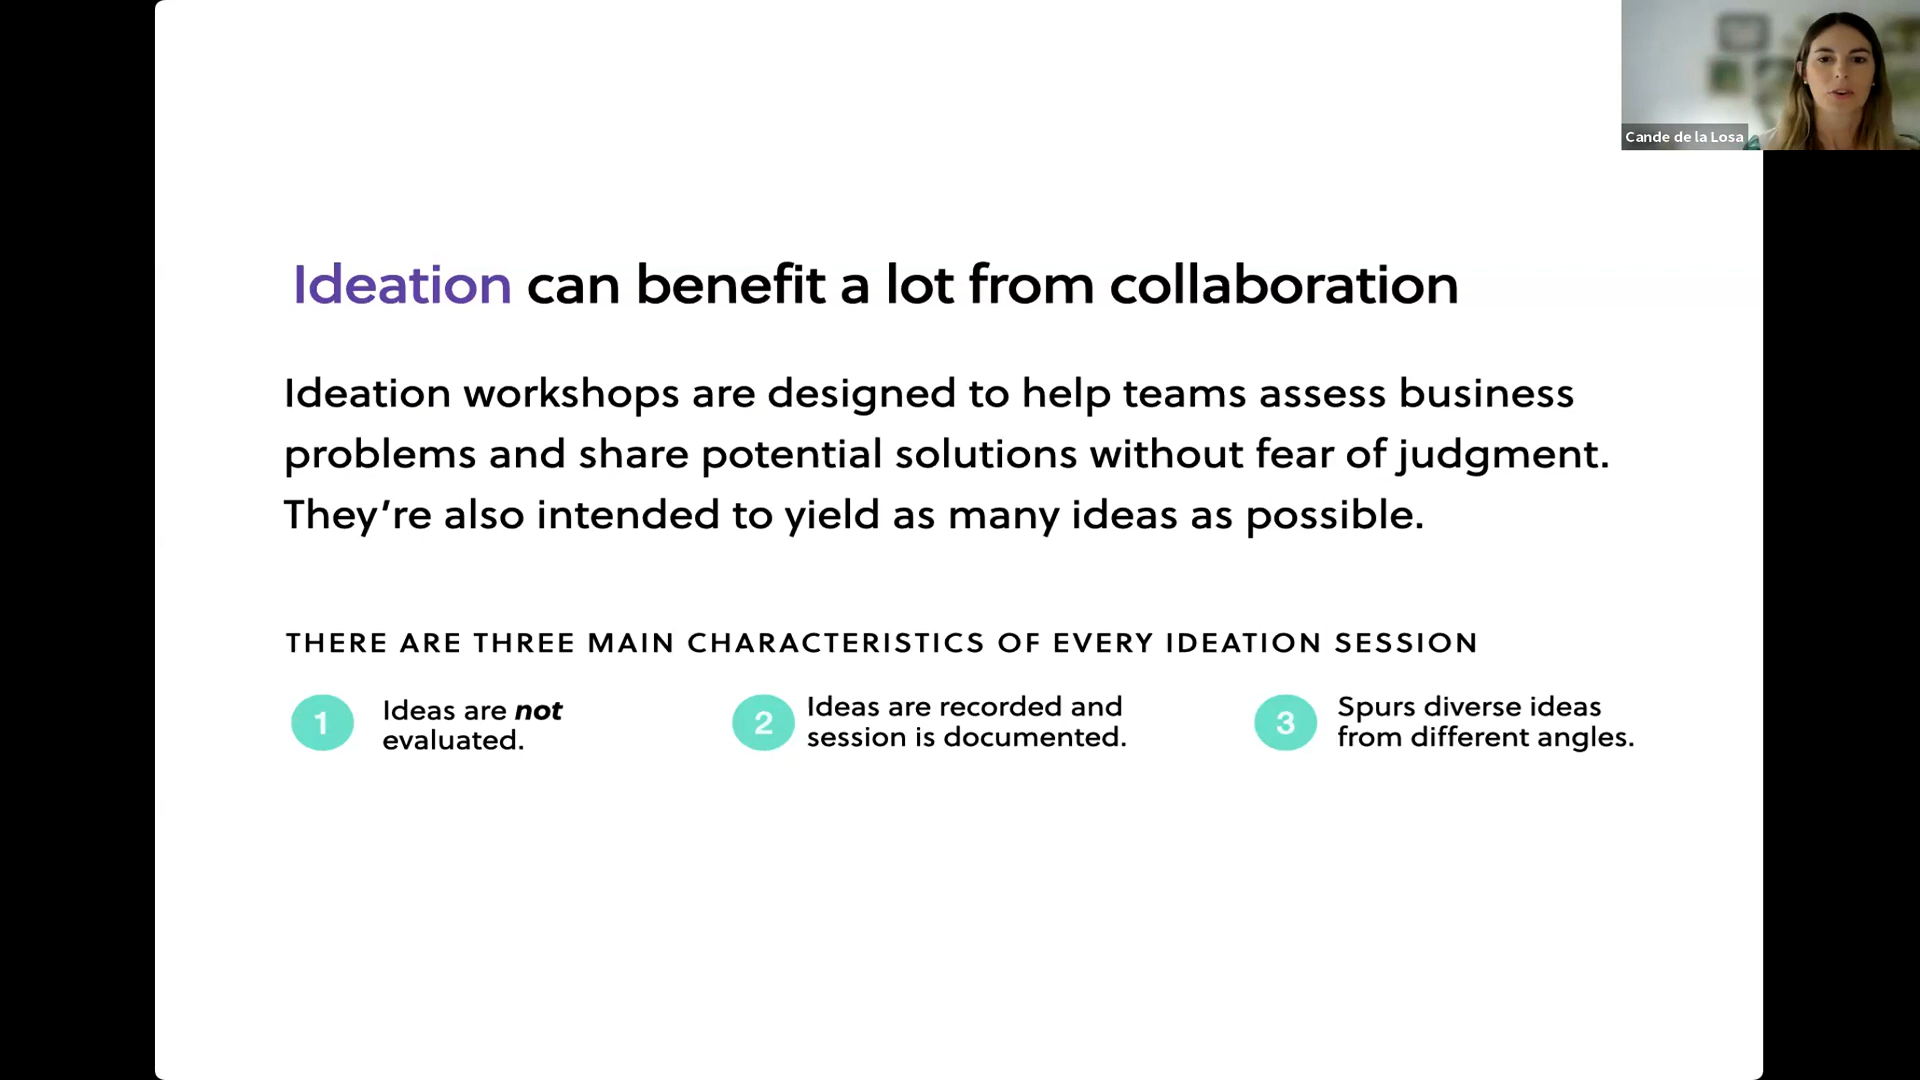 Cande de la Losa
Ideation can benefit a lot from collaboration
Ideation workshops are designed to help teams assess business
problems and share potential solutions without fear of judgment.
They’re also intended to yield as many ideas as possible.
THERE ARE THREE MAIN CHARACTERISTICS OF EVERY IDEATION SESSION
1
Ideas are not
evaluated.
2
Ideas are recorded and
session is documented.
3
Spurs diverse ideas
from different angles.